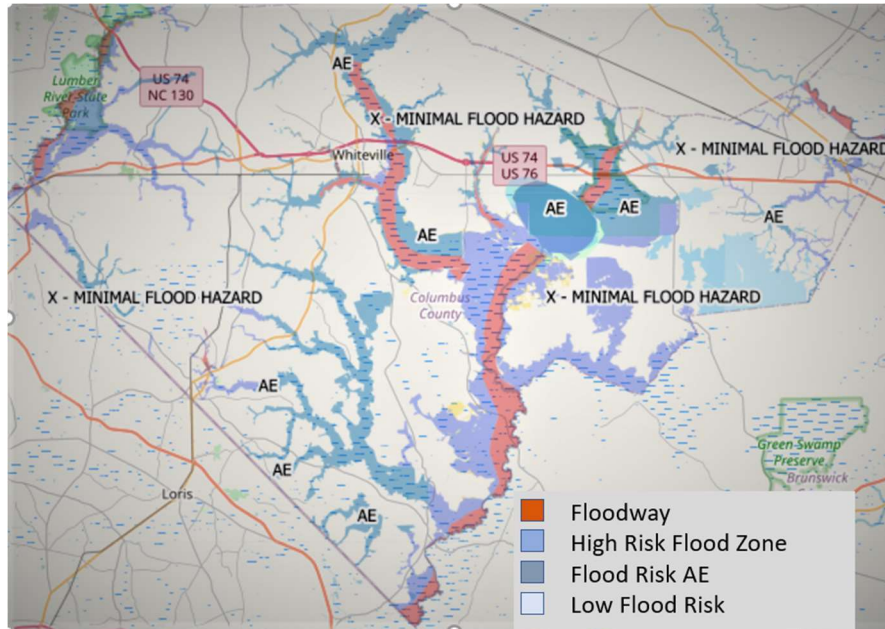 AE
Lumber
River State
Park
US 74
NC 130
X - MINIMAL FLOOD HAZARD
Whiteville
US 74
US 76
X - MINIMAL FLOOD HAZARD
AE
AE
AE
AE
X - MINIMAL FLOOD HAZARD
Columbus
County
X - MINIMAL FLOOD HAZARD
AE
AE
Loris
AE
Green Swamp
Preserve
Brunswick
Floodway
High Risk Flood Zone
Flood Risk AE
Low Flood Risk